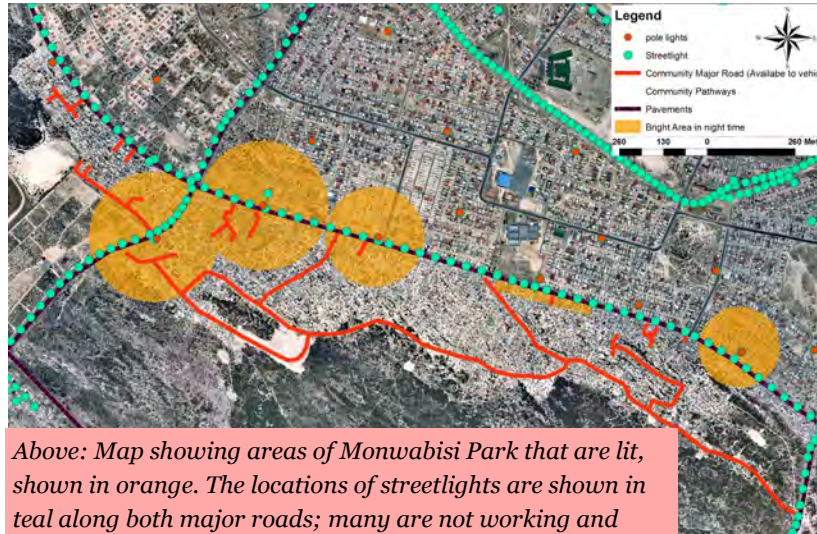 Legend
pole lights
Streetlight
Community Major Road (Availabe to vehi
Community Pathways
Pavements
Bright Area in night time
260 130 0 260 Met
N
W E
S
Above: Map showing areas of Monwabisi Park that are lit,
shown in orange. The locations of streetlights are shown in
teal along both major roads; many are not working and